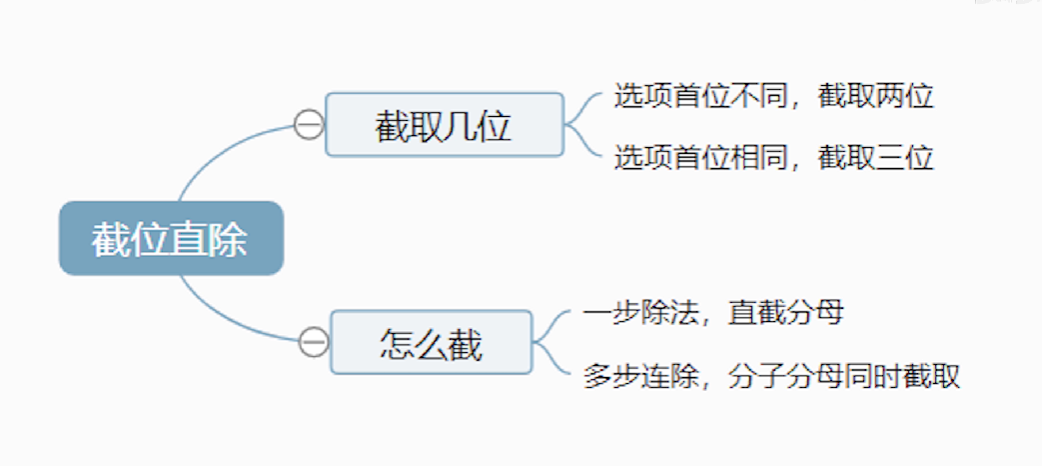 截位直除
截取几位
选项首位不同，截取两位
选项首位相同，截取三位
怎么截
一步除法，直截分母
多步连除，分子分母同时截取